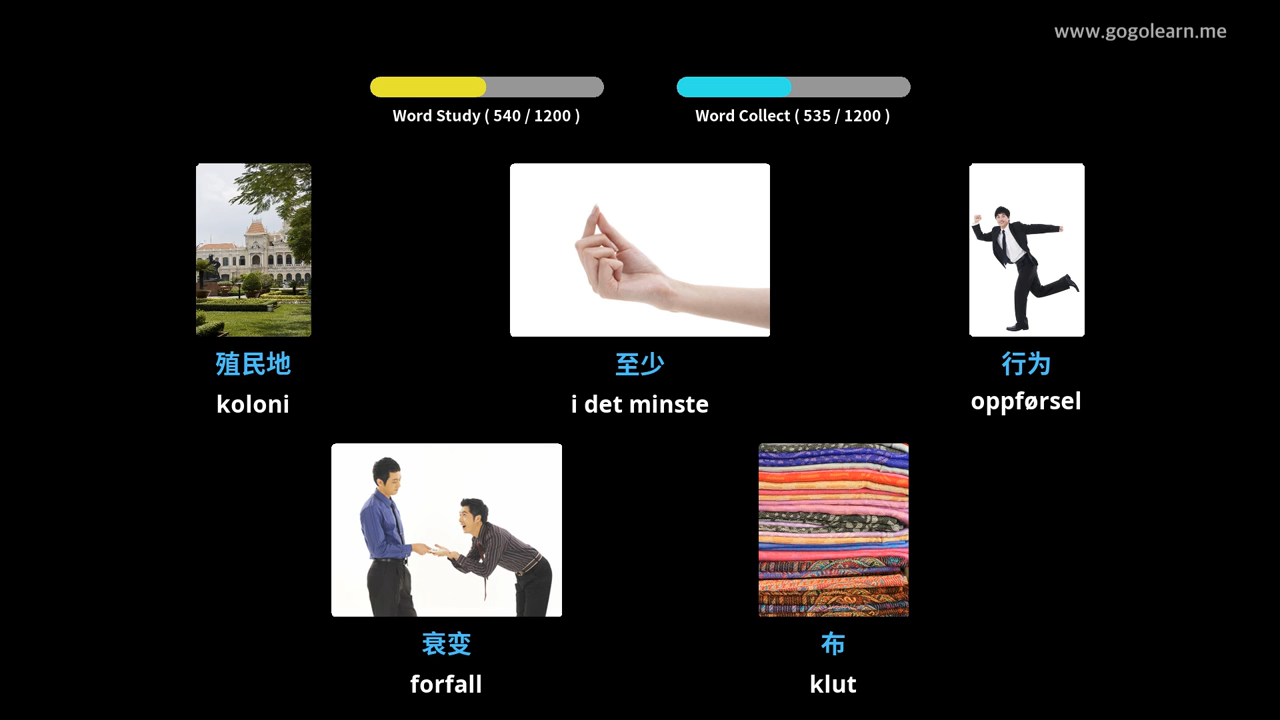 www.gogolearn.me
Word Study ( 540 / 1200 )
Word Collect ( 535 / 1200 )
殖民地
至少
行为
koloni
i det minste
oppførsel
衰变
布
forfall
klut